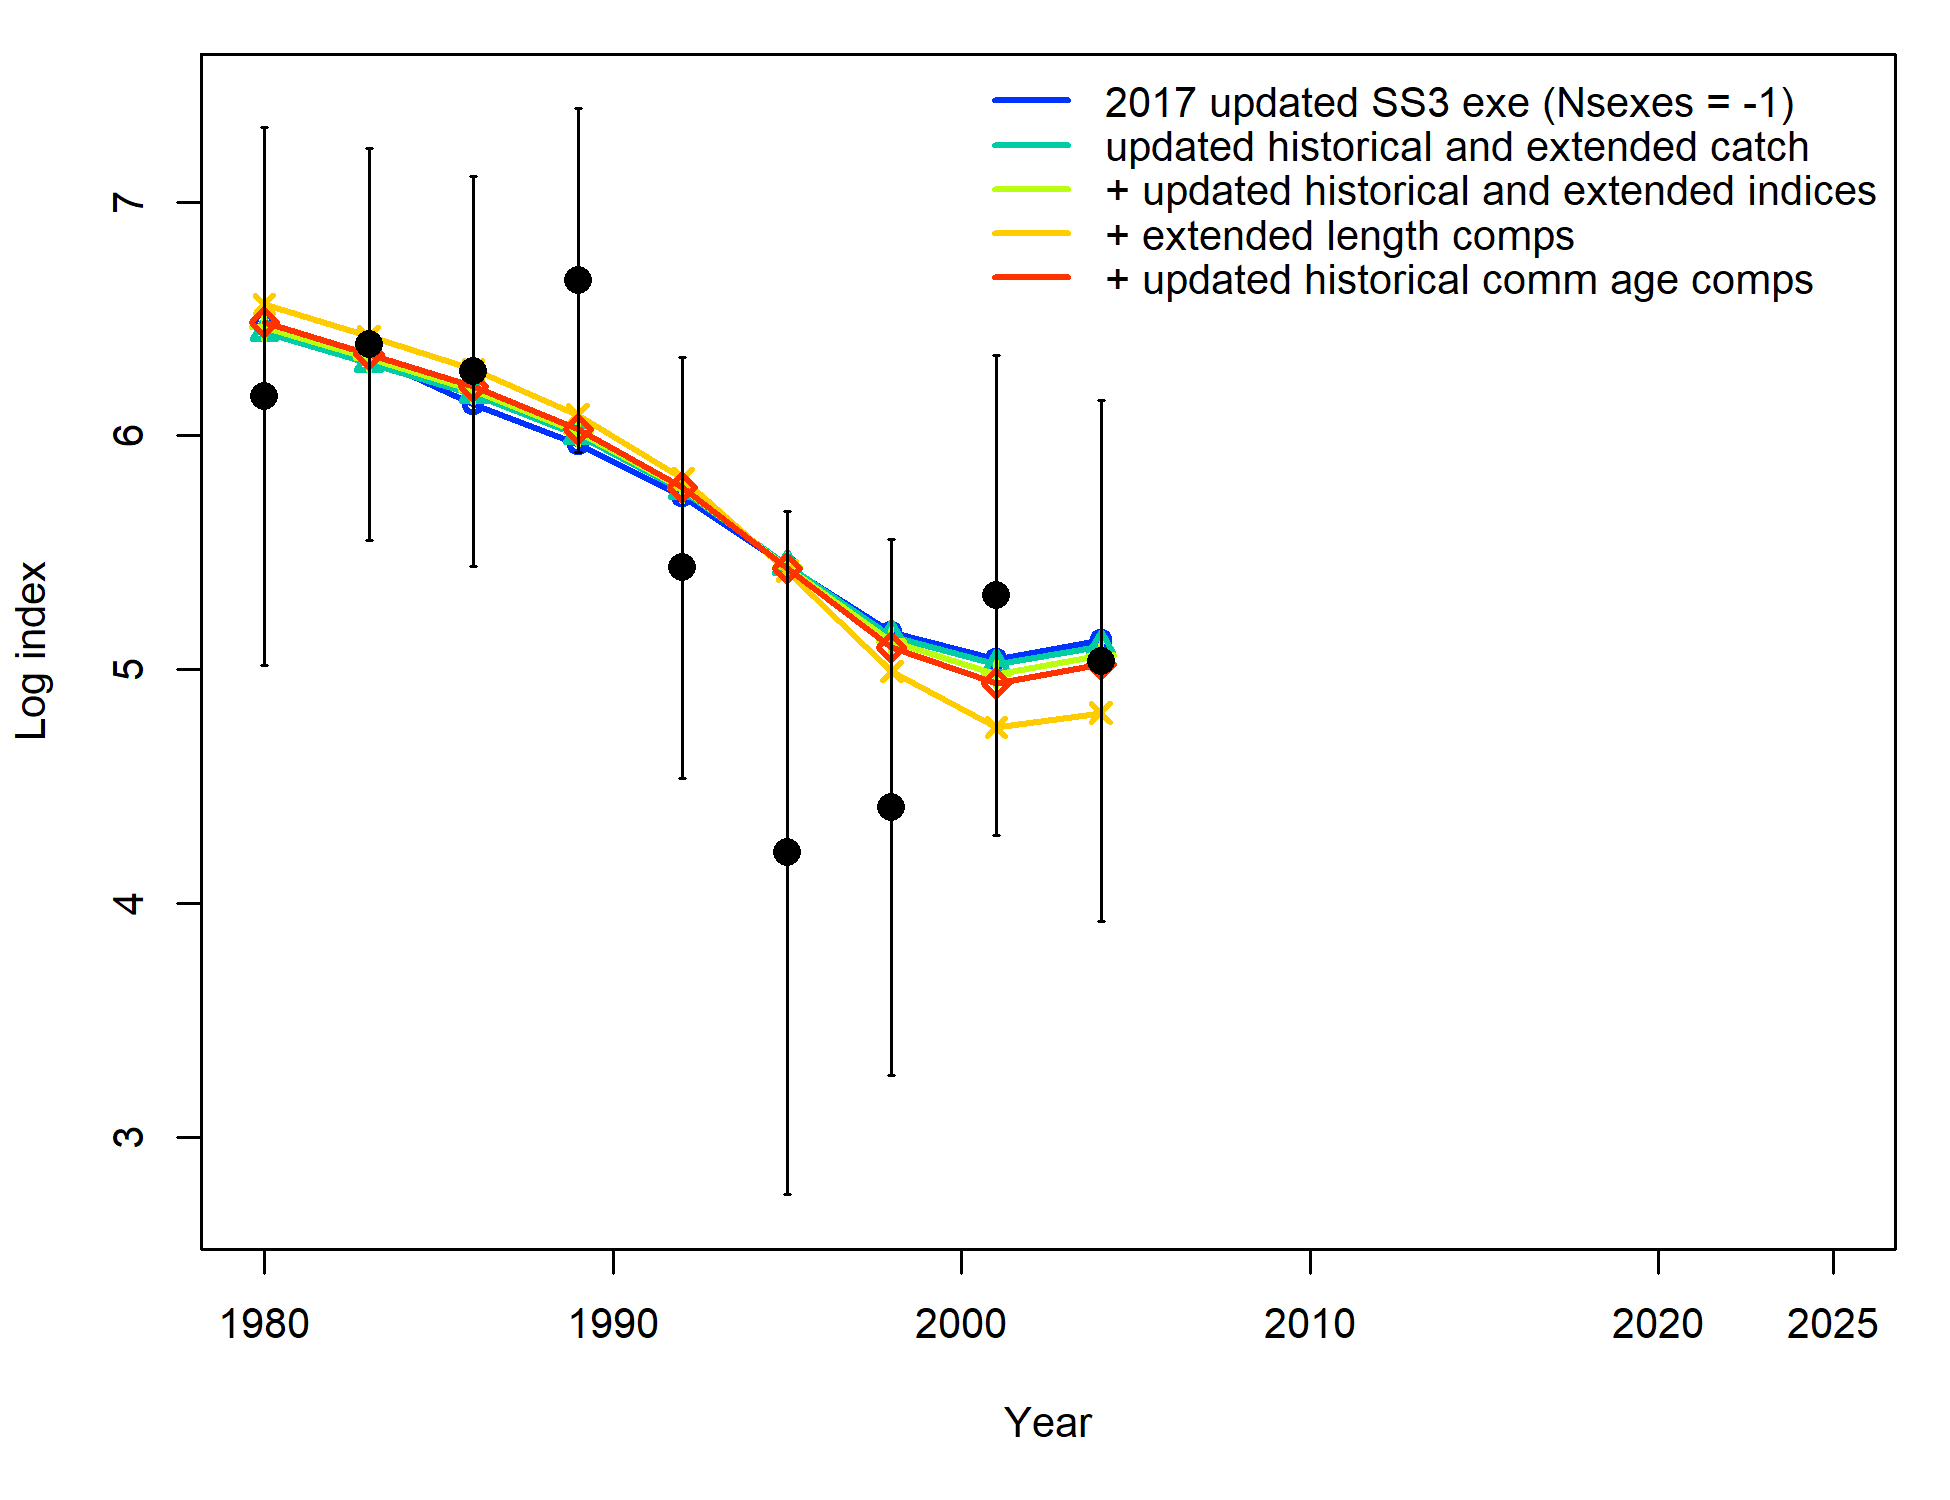 2017 updated SS3 exe (Nsexes = -1)
updated historical and extended catch
+ updated historical and extended indices
+ extended length comps
+ updated historical comm age comps
7
6
5
4
3
Log index
1980
1990
2000
2010
2020
2025
Year